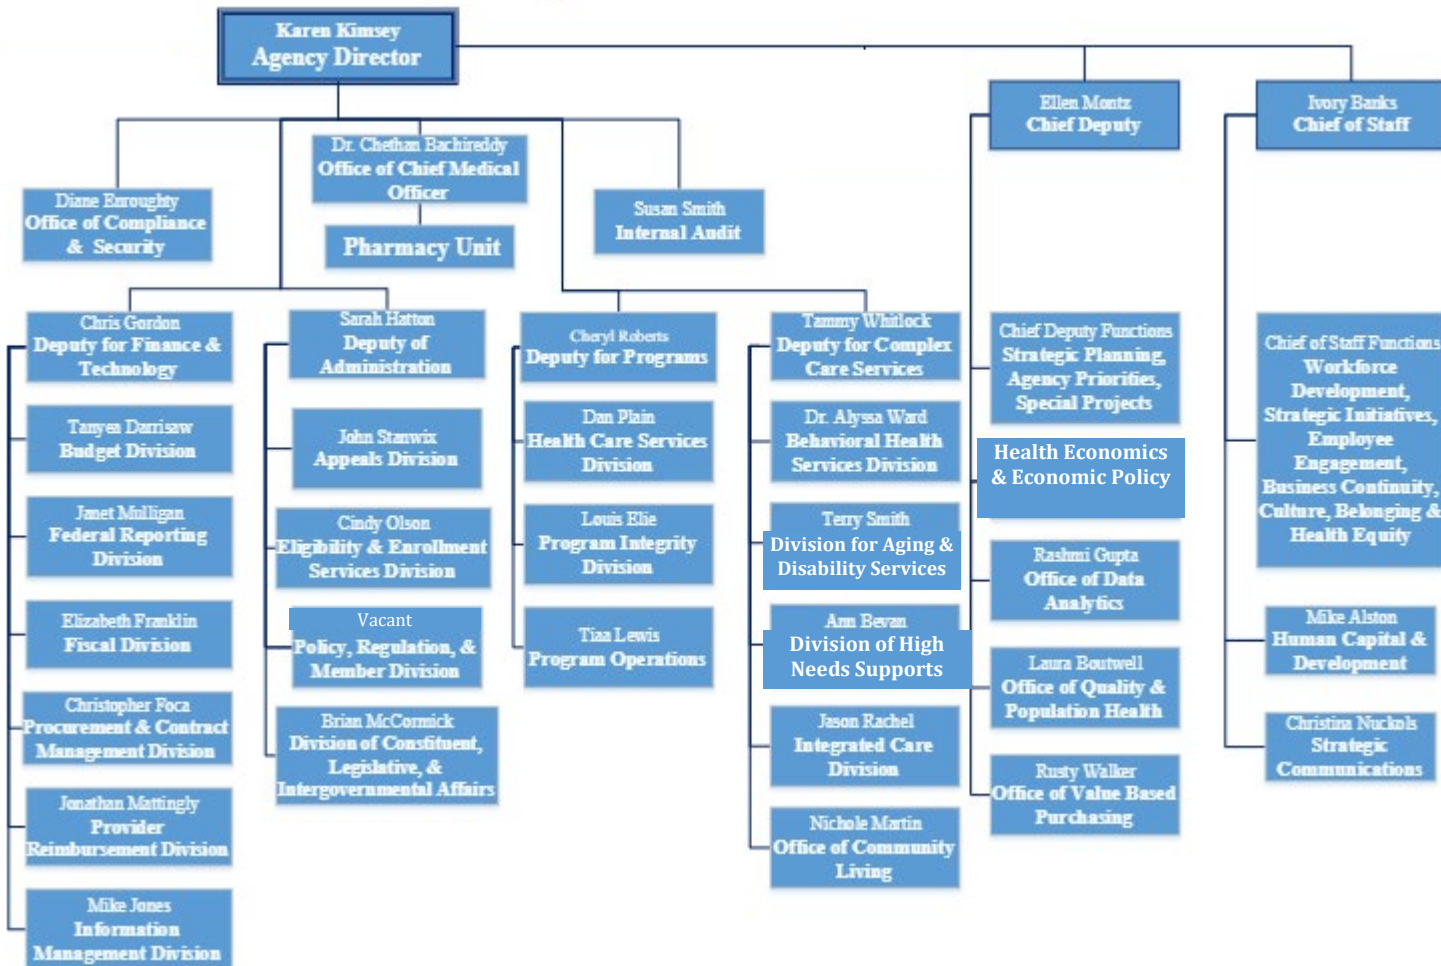 Karen Kimsey
Agency Director
Ellen Montz
Chief Deputy
Ivory Banks
Chief of Staff
Diane Enroughty
Office of Compliance
& Security
Dr. Chethan Bachireddy
Office of Chief Medical
Officer
Pharmacy Unit
Susan Smith
Internal Audit
Chris Gordon
Deputy for Finance &
Technology
Tanyea Darrisaw
Budget Division
Janet Mulligan
Federal Reporting
Division
Elizabeth Franklin
Fiscal Division
Christopher Foca
Procurement & Contract
Management Division
Jonathan Mattingly
Provider
Reimbursement Division
Mike Jones
Information
Management Division
Sarah Hatton
Deputy of
Administration
John Stanwix
Appeals Division
Cindy Olson
Eligibility & Enrollment
Services Division
Vacant
Policy, Regulation, &
Member Division
Brian McCormick
Division of Constituent,
Legislative, &
Intergovernmental Affairs
Cheryl Roberts
Deputy for Programs
Dan Plain
Health Care Services
Division
Louis Elie
Program Integrity
Division
Tiaa Lewis
Program Operations
Tammy Whitlock
Deputy for Complex
Care Services
Dr. Alyssa Ward
Behavioral Health
Services Division
Terry Smith
Division for Aging &
Disability Services
Ann Bevan
Division of High
Needs Supports
Jason Rachel
Integrated Care
Division
Nichole Martin
Office of Community
Living
Chief Deputy Functions
Strategic Planning,
Agency Priorities,
Special Projects
Health Economics
& Economic Policy
Rashmi Gupta
Office of Data
Analytics
Laura Boutwell
Office of Quality &
Population Health
Rusty Walker
Office of Value Based
Purchasing
Chief of Staff Functions
Workforce
Development,
Strategic Initiatives,
Employee
Engagement,
Business Continuity,
Culture, Belonging &
Health Equity
Mike Alston
Human Capital &
Development
Christina Nuckols
Strategic
Communications